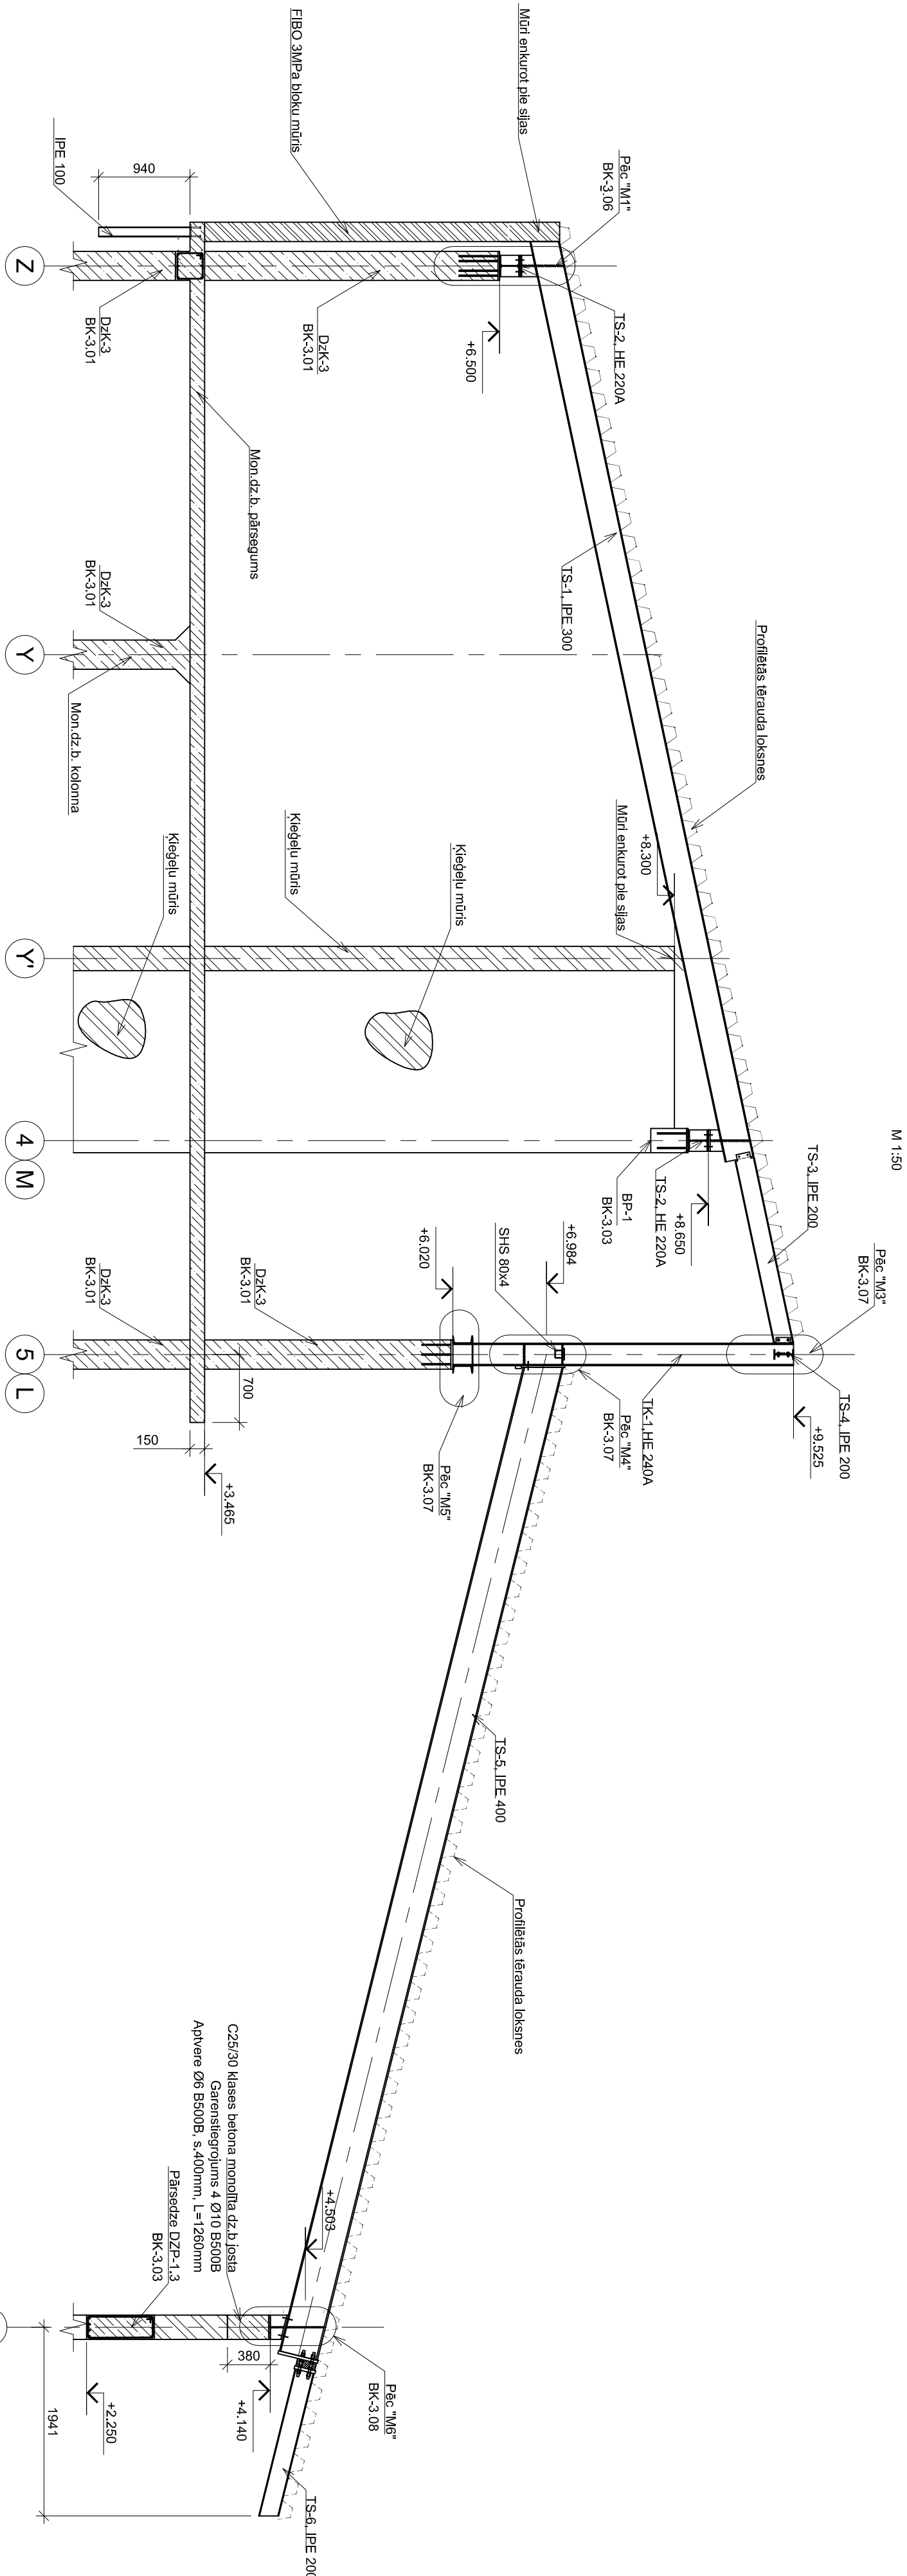 M 1:50
Pēc "M3"
BK-3.07
TS-4, IPE 200
+9.525
TS-3, IPE 200
Profilētās tērauda loksnes
TS-1, IPE 300
Mūri enkurot pie sijas
+8.300
+8.650
TS-2, HE 220A
BP-1
BK-3.03
TK-1,HE 240A
Pēc "M4"
BK-3.07
+6.984
SHS 80x4
+6.020
Pēc "M5"
BK-3.07
Pēc "M1"
BK-3.06
Mūri enkurot pie sijas
TS-2, HE 220A
+6.500
FIBO 3MPa bloku mūris
DzK-3
BK-3.01
Mon.dz.b. pārsegums
Ķieģeļu mūris
Ķieģeļu mūris
DzK-3
BK-3.01
700
150
+3.465
IPE 100
940
DzK-3
BK-3.01
DzK-3
BK-3.01
Mon.dz.b. kolonna
Ķieģeļu mūris
DzK-3
BK-3.01
TS-5, IPE 400
Profilētās tērauda loksnes
C25/30 klases betona monolīta dz.b.josta
Garenstiegrojums 4 Ø10 B500B
Aptvere Ø6 B500B, s.400mm, L=1260mm
+4.503
Pēc "M6"
BK-3.08
TS-6, IPE 200
380
+4.140
Pārsedze DZP-1.3
BK-3.03
+2.250
1941
Z
Y
Y'
4
M
5
L